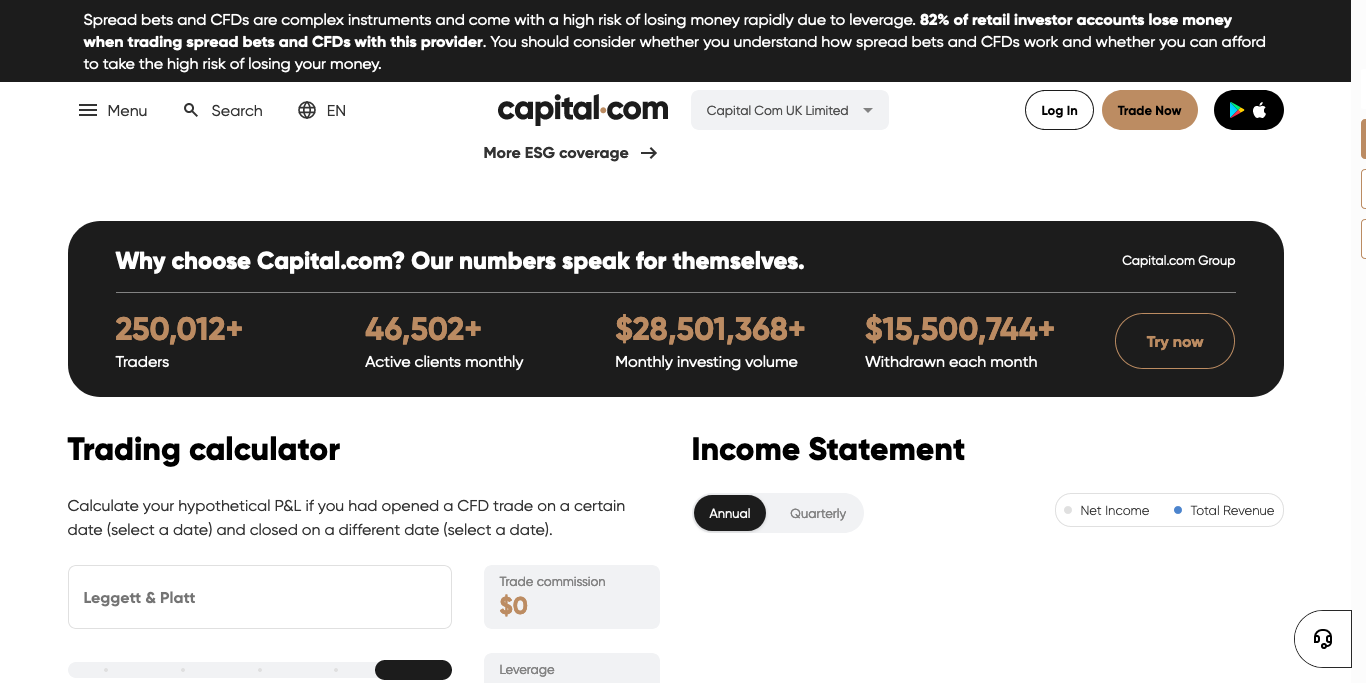 Spread bets and CFDs are complex instruments and come with a high risk of losing money rapidly due to leverage. 82% of retail investor accounts lose money
when trading spread bets and CFDs with this provider. You should consider whether you understand how spread bets and CFDs work and whether you can afford
to take the high risk of losing your money.
Menu Search EN capital.com Capital Com UK Limited Log In Trade Now
More ESG coverage
Why choose Capital.com? Our numbers speak for themselves. Capital.com Group
250,012+ 46,502+ $28,501,368+ $15,500,744+ Try now
Traders Active clients monthly Monthly investing volume Withdrawn each month
Trading calculator
Calculate your hypothetical P&L if you had opened a CFD trade on a certain
date (select a date) and closed on a different date (select a date).
Leggett & Platt
Trade commission
$0
Leverage
Income Statement
Annual Quarterly Net Income Total Revenue